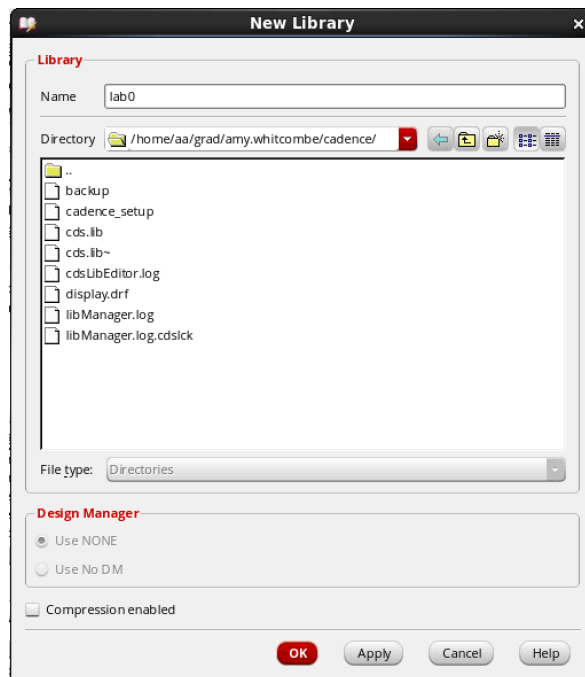 New Library
Library
Name lab0
Directory /home/aa/grad/amy.whitcombe/cadence/
..
backup
cadence_setup
cds.lib
cds.lib~
cdsLibEditor.log
display.drf
libManager.log
libManager.log.cdslck
File type: Directories
Design Manager
Use NONE
Use No DM
Compression enabled
OK Apply Cancel Help